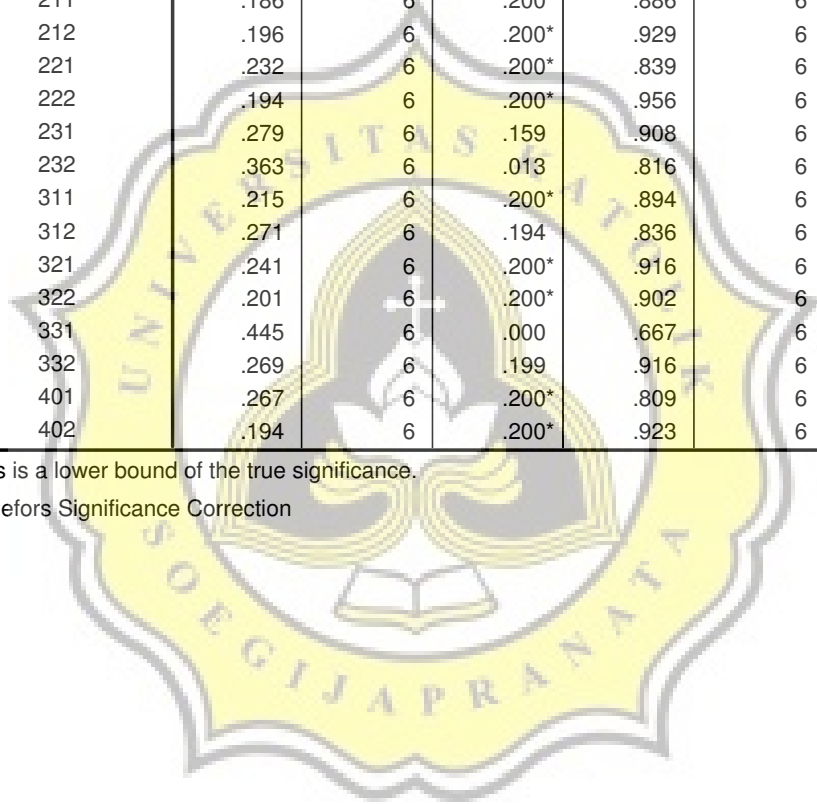 211 .186 6 .200* .886 6
212 .196 6 .200* .929 6
221 .232 6 .200* .839 6
222 .194 6 .200* .956 6
231 .279 6 .159 .908 6
232 .363 6 .013 .816 6
311 .215 6 .200* .894 6
312 .271 6 .194 .836 6
321 .241 6 .200* .916 6
322 .201 6 .200* .902 6
331 .445 6 .000 .667 6
332 .269 6 .199 .916 6
401 .267 6 .200* .809 6
402 .194 6 .200* .923 6
s is a lower bound of the true significance.
efors Significance Correction
UNIVERSITAS KATOLIK
SOEGIJAPRANATA